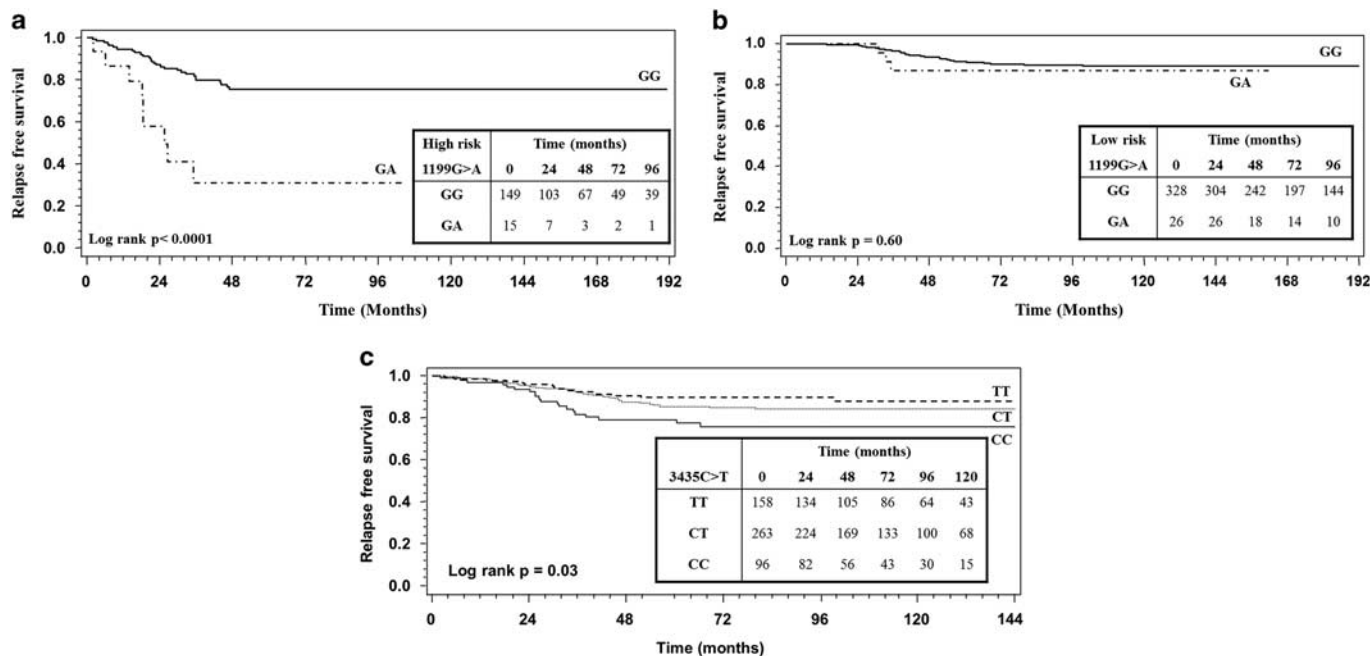 a
1.0
0.8
0.6
0.4
0.2
0.0
Relapse free survival
GG
GA
High risk Time (months)
1199G>A 0 24 48 72 96
GG 149 103 67 49 39
GA 15 7 3 2 1
Log rank p< 0.0001
0 24 48 72 96 120 144 168 192
Time (Months)
b
1.0
0.8
0.6
0.4
0.2
0.0
Relapse free survival
GG
GA
Low risk Time (months)
1199G>A 0 24 48 72 96
GG 328 304 242 197 144
GA 26 26 18 14 10
Log rank p = 0.60
0 24 48 72 96 120 144 168 192
Time (Months)
c
1.0
0.8
0.6
0.4
0.2
0.0
Relapse free survival
TT
CT
CC
Time (months)
3435C>T 0 24 48 72 96 120
TT 158 134 105 86 64 43
CT 263 224 169 133 100 68
CC 96 82 56 43 30 15
Log rank p = 0.03
0 24 48 72 96 120 144
Time (months)